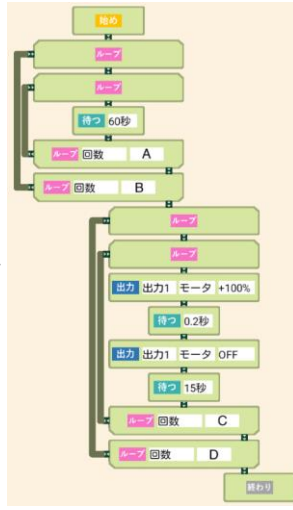 始め
ループ
ループ
待つ 60秒
ループ 回数 A
ループ 回数 B
ループ
ループ
出力 出力1 モータ +100%
待つ 0.2秒
出力 出力1 モータ OFF
待つ 15秒
ループ 回数 C
ループ 回数 D
終わり